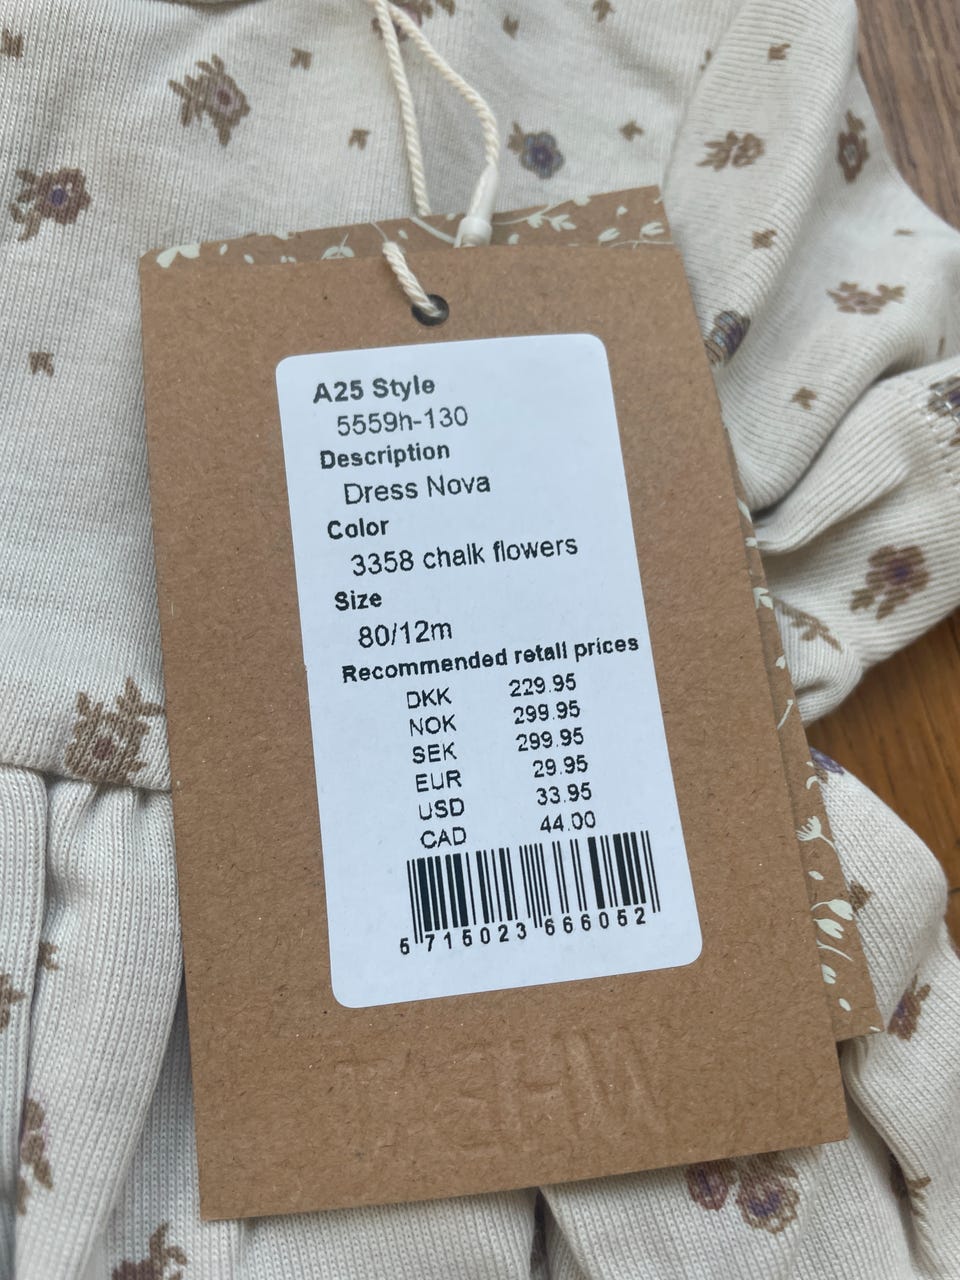 A25 Style
5559h-130
Description
Dress Nova
Color
3358 chalk flowers
Size
80/12m
Recommended retail prices
DKK 229.95
NOK 299.95
SEK 299.95
EUR 29.95
USD 33.95
CAD 44.00
5 715023 666052
WHEAT